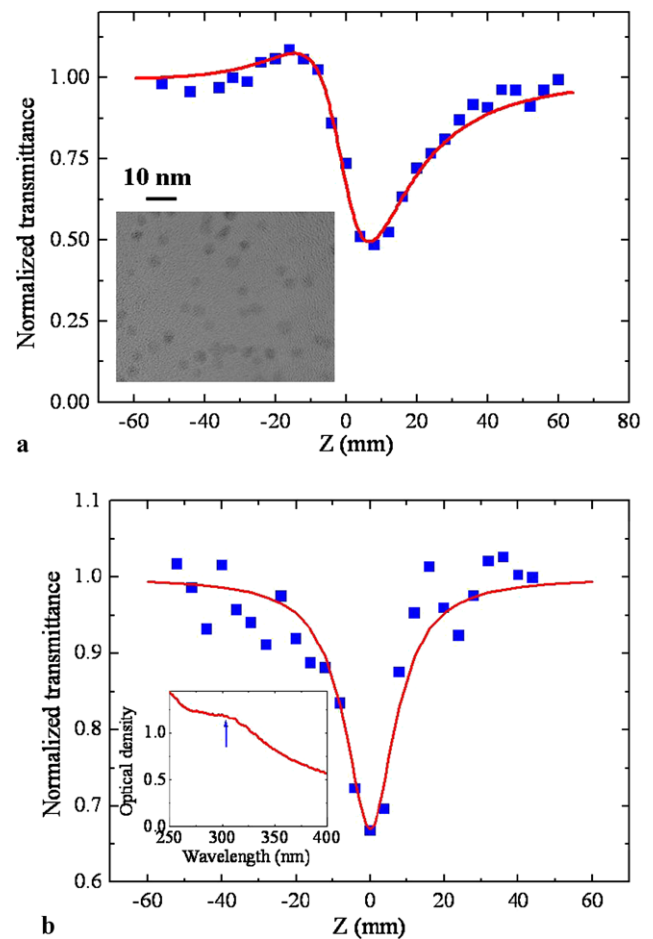 1.00
0.75
0.50
0.25
0.00
Normalized transmittance
10 nm
-60 -40 -20 0 20 40 60 80
Z (mm)
a
1.1
1.0
0.9
0.8
0.7
0.6
Normalized transmittance
1.0
0.5
0.0
Optical density
250 300 350 400
Wavelength (nm)
-60 -40 -20 0 20 40 60
Z (mm)
b